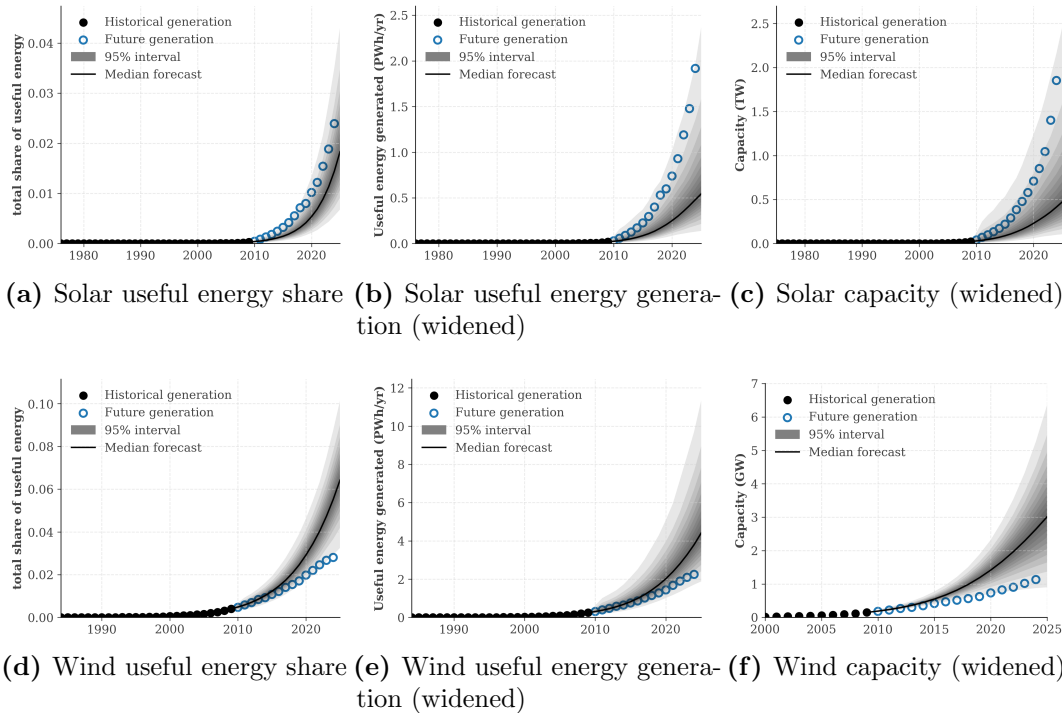 Historical generation
Future generation
95% interval
Median forecast
total share of useful energy
0.04
0.03
0.02
0.01
0.00
1980 1990 2000 2010 2020
(a) Solar useful energy share
Historical generation
Future generation
95% interval
Median forecast
Useful energy generated (PWh/yr)
2.5
2.0
1.5
1.0
0.5
0.0
1980 1990 2000 2010 2020
(b) Solar useful energy genera-
tion (widened)
Historical generation
Future generation
95% interval
Median forecast
Capacity (TW)
2.5
2.0
1.5
1.0
0.5
0.0
1980 1990 2000 2010 2020
(c) Solar capacity (widened)
Historical generation
Future generation
95% interval
Median forecast
total share of useful energy
0.10
0.08
0.06
0.04
0.02
0.00
1990 2000 2010 2020
(d) Wind useful energy share
Historical generation
Future generation
95% interval
Median forecast
Useful energy generated (PWh/yr)
12
10
8
6
4
2
0
1990 2000 2010 2020
(e) Wind useful energy genera-
tion (widened)
Historical generation
Future generation
95% interval
Median forecast
Capacity (GW)
7
6
5
4
3
2
1
0
2000 2005 2010 2015 2020 2025
(f) Wind capacity (widened)